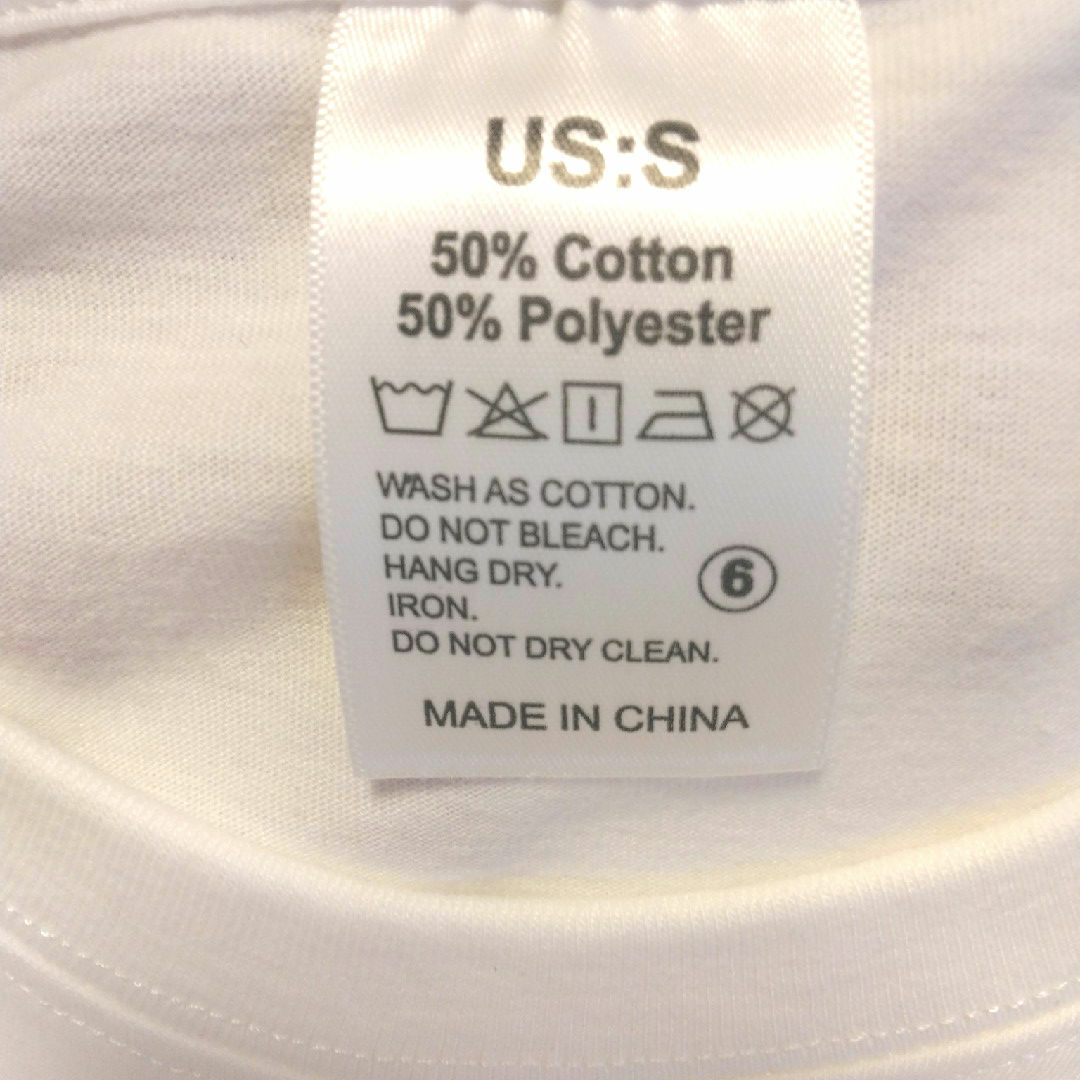 US:S
50% Cotton
50% Polyester
WASH AS COTTON.
DO NOT BLEACH.
HANG DRY.
6
IRON.
DO NOT DRY CLEAN.
MADE IN CHINA